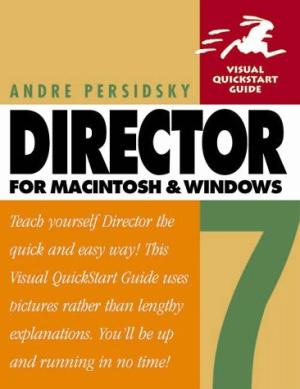 VISUAL
QUICKSTART
GUIDE
ANDRE PERSIDSKY
DIRECTOR
FOR MACINTOSH & WINDOWS
7
Teach yourself Director the
quick and easy way! This
Visual QuickStart Guide uses
pictures rather than lengthy
explanations. You'll be up
and running in no time!